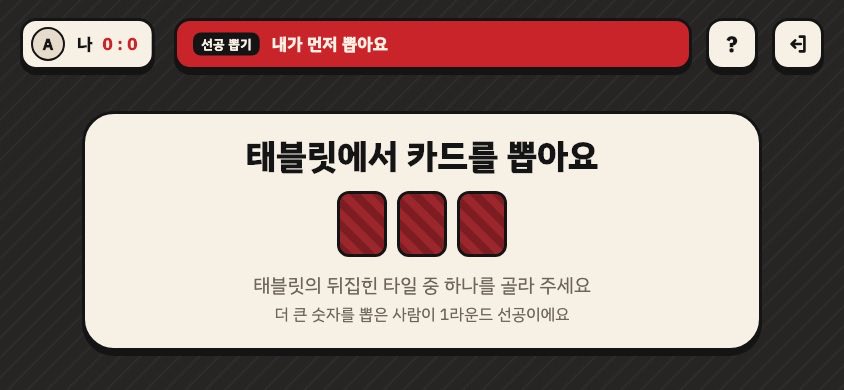 A 나 0 : 0
선공 뽑기 내가 먼저 뽑아요
?
태블릿에서 카드를 뽑아요
태블릿의 뒤집힌 타일 중 하나를 골라 주세요
더 큰 숫자를 뽑은 사람이 1라운드 선공이에요